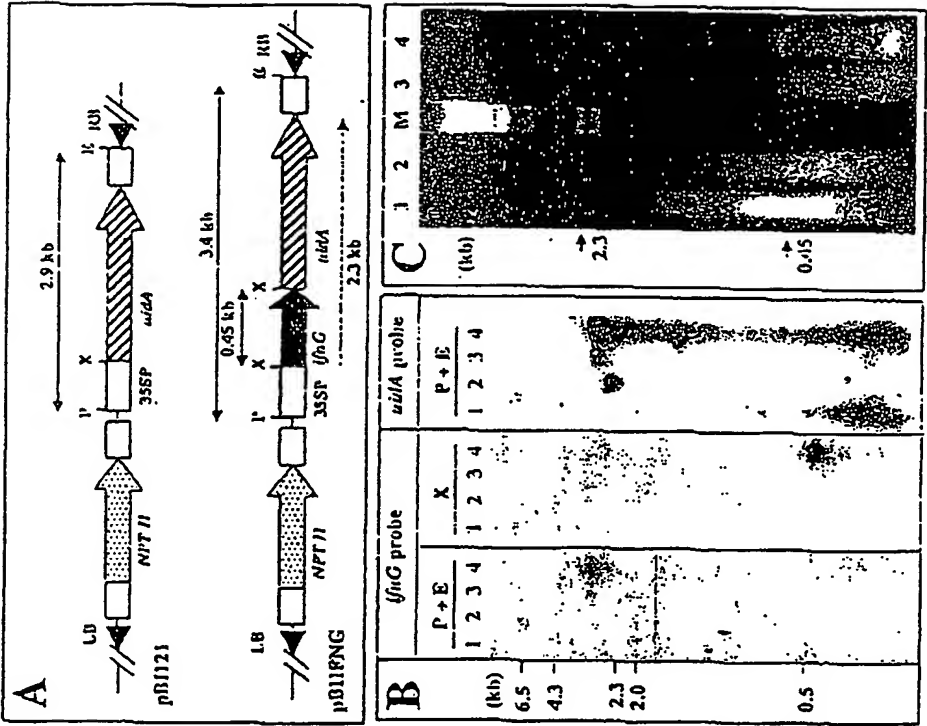 A
LB
NPT II
35SP
uidA
P
X
E
RB
2.9 kb
pBI121
LB
NPT II
35SP
ifnG
uidA
P
X
X
E
RB
3.4 kb
0.45 kb
2.3 kb
pBIIFNG
B
ifnG probe
uidA probe
P + E
X
P + E
(kb)
1 2 3 4
1 2 3 4
1 2 3 4
6.5
4.3
2.3
2.0
0.5
C
1 2 M 3 4
(kb)
2.3
0.45